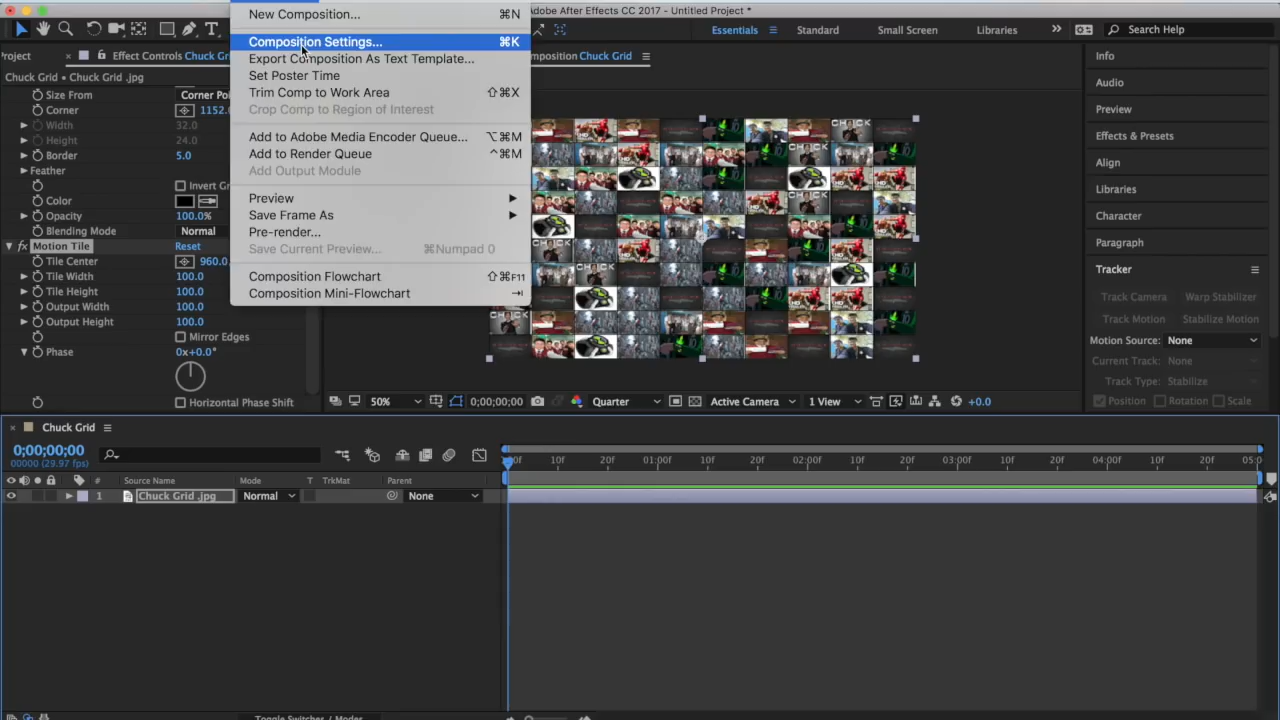 Adobe After Effects CC 2017 - Untitled Project *
New Composition... ⌘N
Composition Settings... ⌘K
Export Composition As Text Template...
Set Poster Time
Trim Comp to Work Area ⇧⌘X
Crop Comp to Region of Interest
Add to Adobe Media Encoder Queue... ⌥⌘M
Add to Render Queue ^⌘M
Add Output Module
Preview
Save Frame As
Pre-render...
Save Current Preview... ⌘Numpad 0
Composition Flowchart ⇧⌘F11
Composition Mini-Flowchart
T
Essentials Standard Small Screen Libraries » Search Help
Project × Effect Controls Chuck Gri
Composition Chuck Grid
Chuck Grid • Chuck Grid .jpg
Size From Corner Poi
Corner 1152.
Width 32.0
Height 24.0
Border 5.0
Feather
Invert Gr
Color
Opacity 100.0%
Blending Mode Normal
fx Motion Tile Reset
Tile Center 960.0
Tile Width 100.0
Tile Height 100.0
Output Width 100.0
Output Height 100.0
Mirror Edges
Phase 0x+0.0°
Horizontal Phase Shift
50% 0;00;00;00 Quarter Active Camera 1 View +0.0
Info
Audio
Preview
Effects & Presets
Align
Libraries
Character
Paragraph
Tracker
Track Camera Warp Stabilizer
Track Motion Stabilize Motion
Motion Source: None
Current Track: None
Track Type: Stabilize
Position Rotation Scale
× Chuck Grid
0;00;00;00
00000 (29.97 fps)
:00f 10f 20f 01:00f 10f 20f 02:00f 10f 20f 03:00f 10f 20f 04:00f 10f 20f 05:0
# Source Name Mode T TrkMat Parent
1 Chuck Grid .jpg Normal None
Toggle Switches / Modes